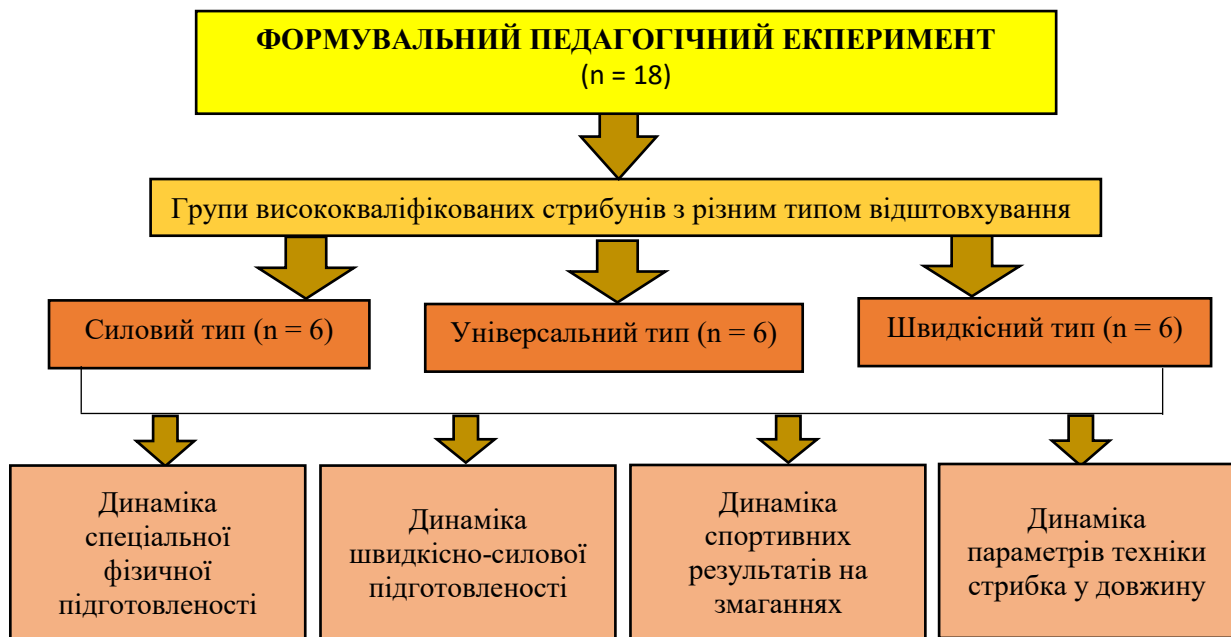 ФОРМУВАЛЬНИЙ ПЕДАГОГІЧНИЙ ЕКПЕРИМЕНТ
(n = 18)
Групи висококваліфікованих стрибунів з різним типом відштовхування
Силовий тип (n = 6)
Універсальний тип (n = 6)
Швидкісний тип (n = 6)
Динаміка
спеціальної
фізичної
підготовленості
Динаміка
швидкісно-силової
підготовленості
Динаміка
спортивних
результатів на
змаганнях
Динаміка
параметрів техніки
стрибка у довжину